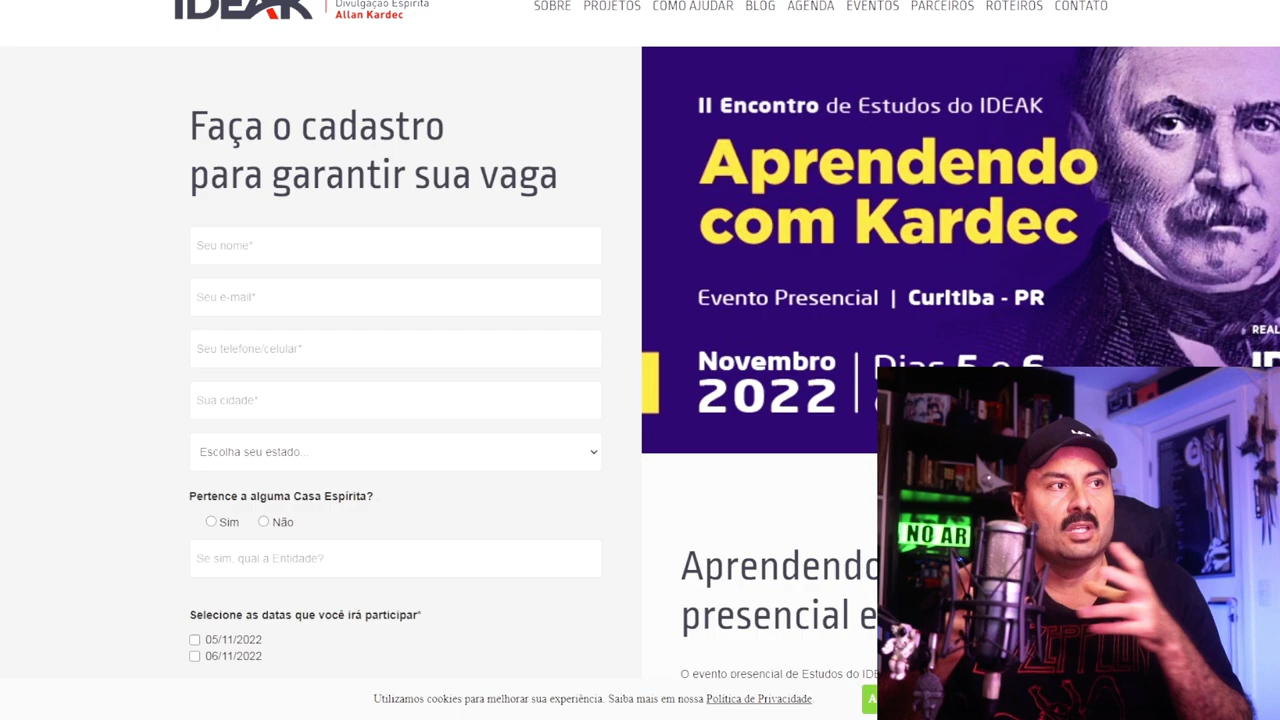 IDEAK
Divulgação Espírita
Allan Kardec
SOBRE PROJETOS COMO AJUDAR BLOG AGENDA EVENTOS PARCEIROS ROTEIROS CONTATO
Faça o cadastro
para garantir sua vaga
Seu nome*
Seu e-mail*
Seu telefone/celular*
Sua cidade*
Escolha seu estado...
Pertence a alguma Casa Espírita?
Sim Não
Se sim, qual a Entidade?
Selecione as datas que você irá participar*
05/11/2022
06/11/2022
II Encontro de Estudos do IDEAK
Aprendendo
com Kardec
Evento Presencial | Curitiba - PR
Novembro
2022
Dias 5 e 6
Aprendendo
presencial e
O evento presencial de Estudos do
NO AR
Utilizamos cookies para melhorar sua experiência. Saiba mais em nossa Política de Privacidade.